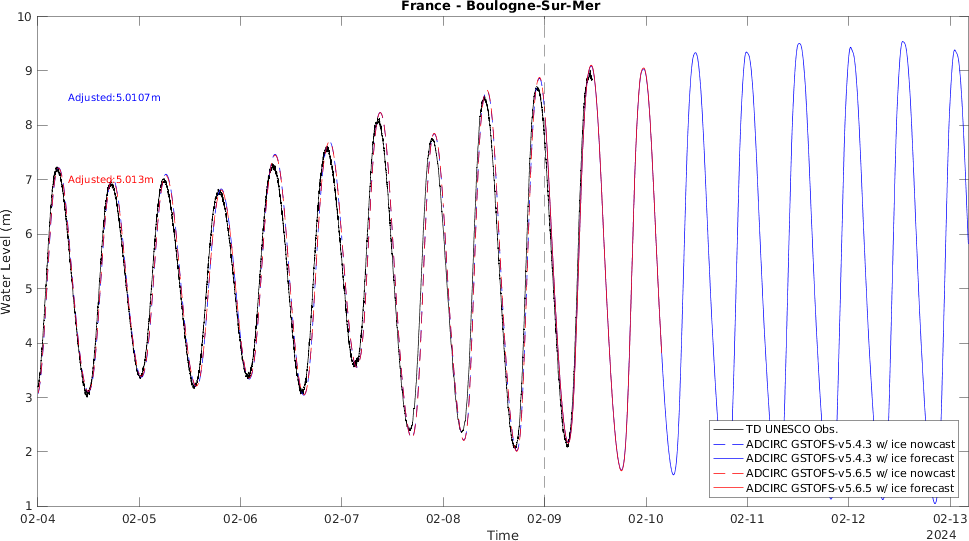 France - Boulogne-Sur-Mer
10
9
8
7
6
5
4
3
2
1
Water Level (m)
Adjusted:5.0107m
Adjusted:5.013m
TD UNESCO Obs.
ADCIRC GSTOFS-v5.4.3 w/ ice nowcast
ADCIRC GSTOFS-v5.4.3 w/ ice forecast
ADCIRC GSTOFS-v5.6.5 w/ ice nowcast
ADCIRC GSTOFS-v5.6.5 w/ ice forecast
02-04 02-05 02-06 02-07 02-08 02-09 02-10 02-11 02-12 02-13
Time
2024